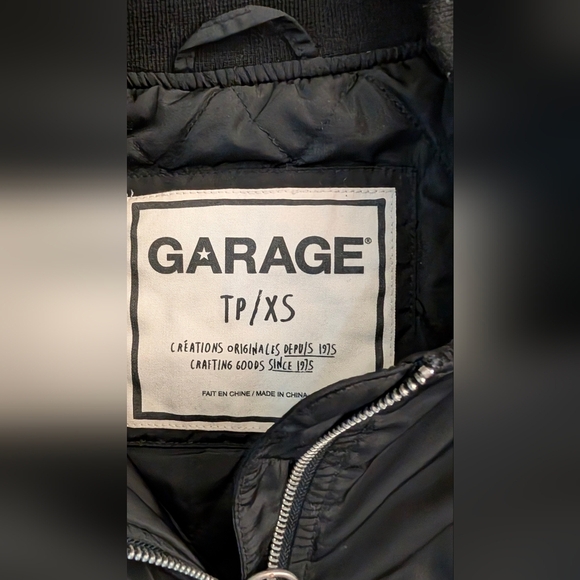 GARAGE®
TP/XS
CRÉATIONS ORIGINALES DEPUIS 1975
CRAFTING GOODS SINCE 1975
FAIT EN CHINE / MADE IN CHINA